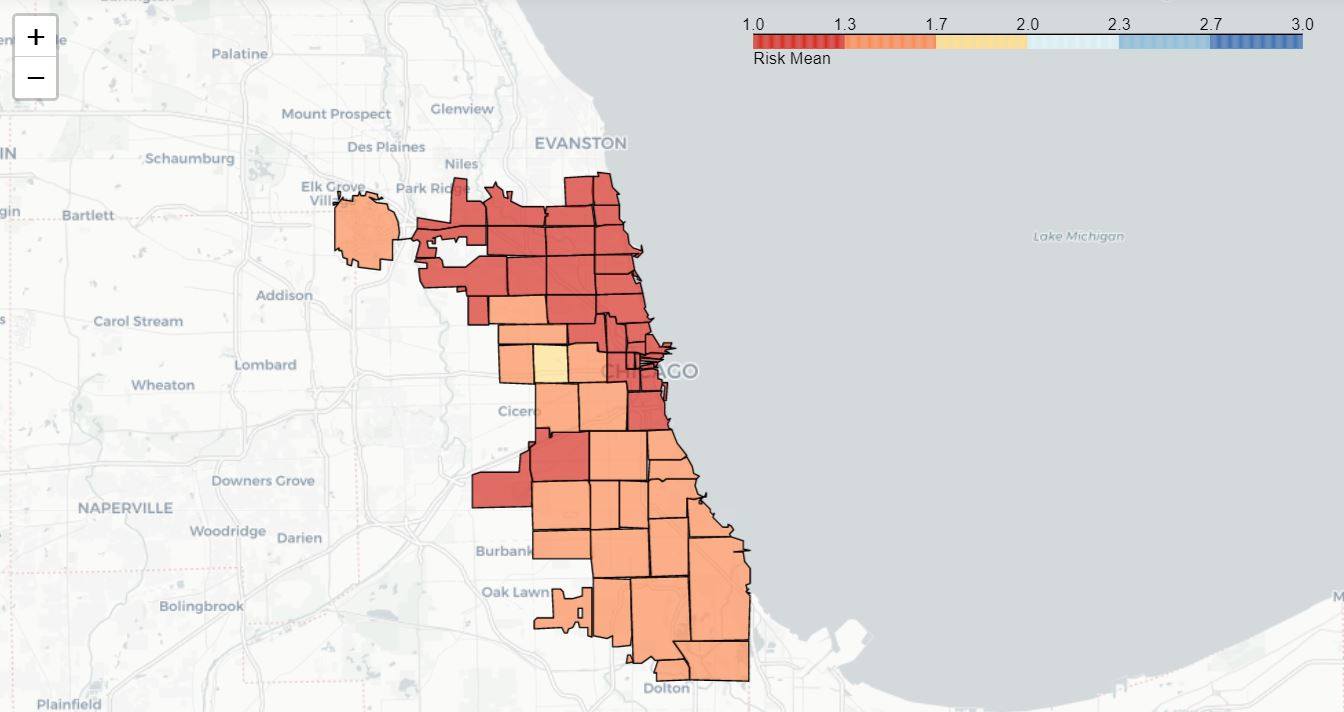 Palatine
+
−
1.0 1.3 1.7 2.0 2.3 2.7 3.0
Risk Mean
Mount Prospect
Glenview
Des Plaines
EVANSTON
Schaumburg
Niles
IN
Elk Grove
Park Ridge
Bartlett
gin
Lake Michigan
Addison
Carol Stream
Lombard
CHICAGO
Wheaton
Cicero
Downers Grove
NAPERVILLE
Woodridge
Darien
Burbank
Oak Lawn
Bolingbrook
M
Dolton
Plainfield